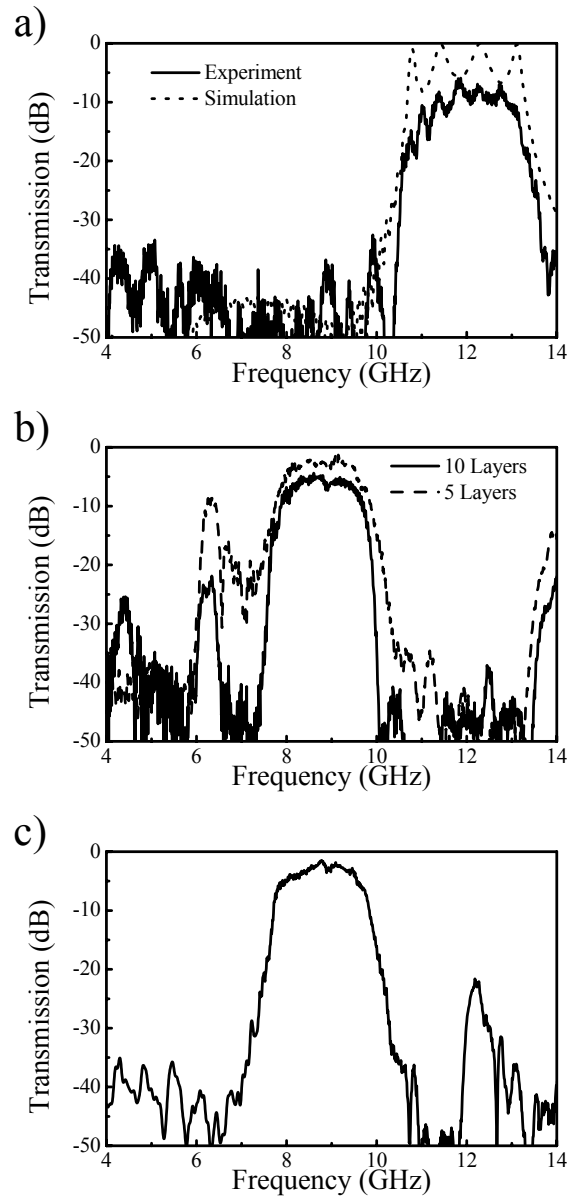 a)
0
-10
-20
-30
-40
-50
Transmission (dB)
Experiment
Simulation
4 6 8 10 12 14
Frequency (GHz)
b)
0
-10
-20
-30
-40
-50
Transmission (dB)
10 Layers
5 Layers
4 6 8 10 12 14
Frequency (GHz)
c)
0
-10
-20
-30
-40
-50
Transmission (dB)
4 6 8 10 12 14
Frequency (GHz)